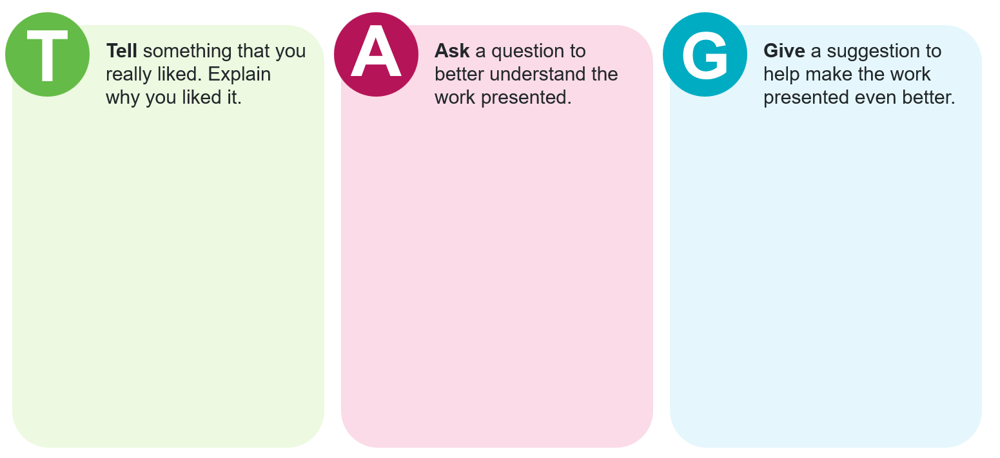 T
Tell something that you
really liked. Explain
why you liked it.
A
Ask a question to
better understand the
work presented.
G
Give a suggestion to
help make the work
presented even better.